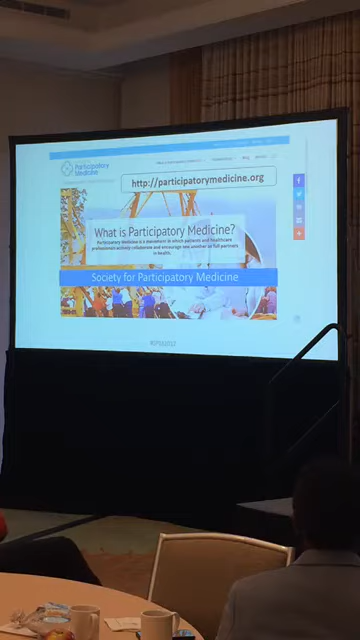 Participatory
Medicine
http://participatorymedicine.org
What is Participatory Medicine?
Participatory Medicine is a movement in which patients and healthcare
professionals actively collaborate and encourage one another as full partners
in health.
Society for Participatory Medicine